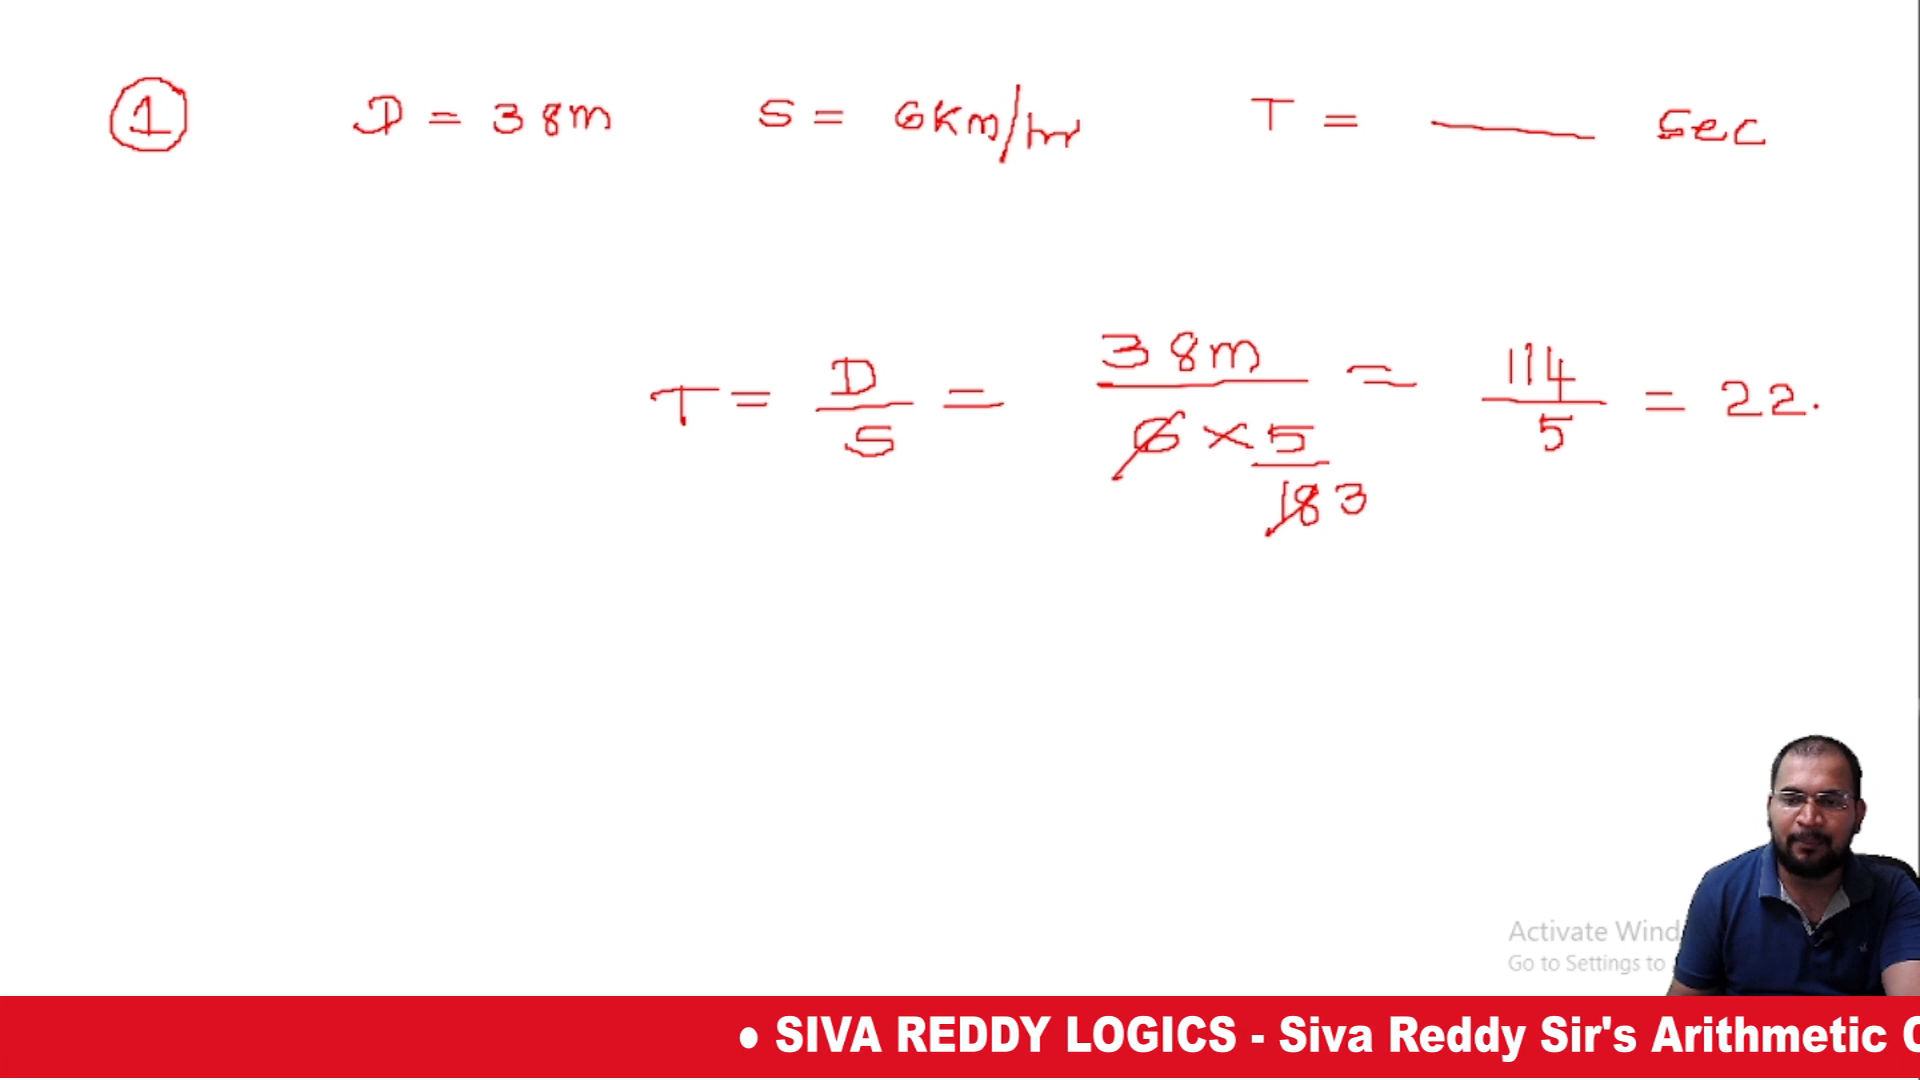 1 D = 38m S = 6Km/hr T = ____ sec
T = D/S = 38m / (6 × 5/18 3) = 114/5 = 22.
Activate Wind
Go to Settings to
• SIVA REDDY LOGICS - Siva Reddy Sir's Arithmetic C